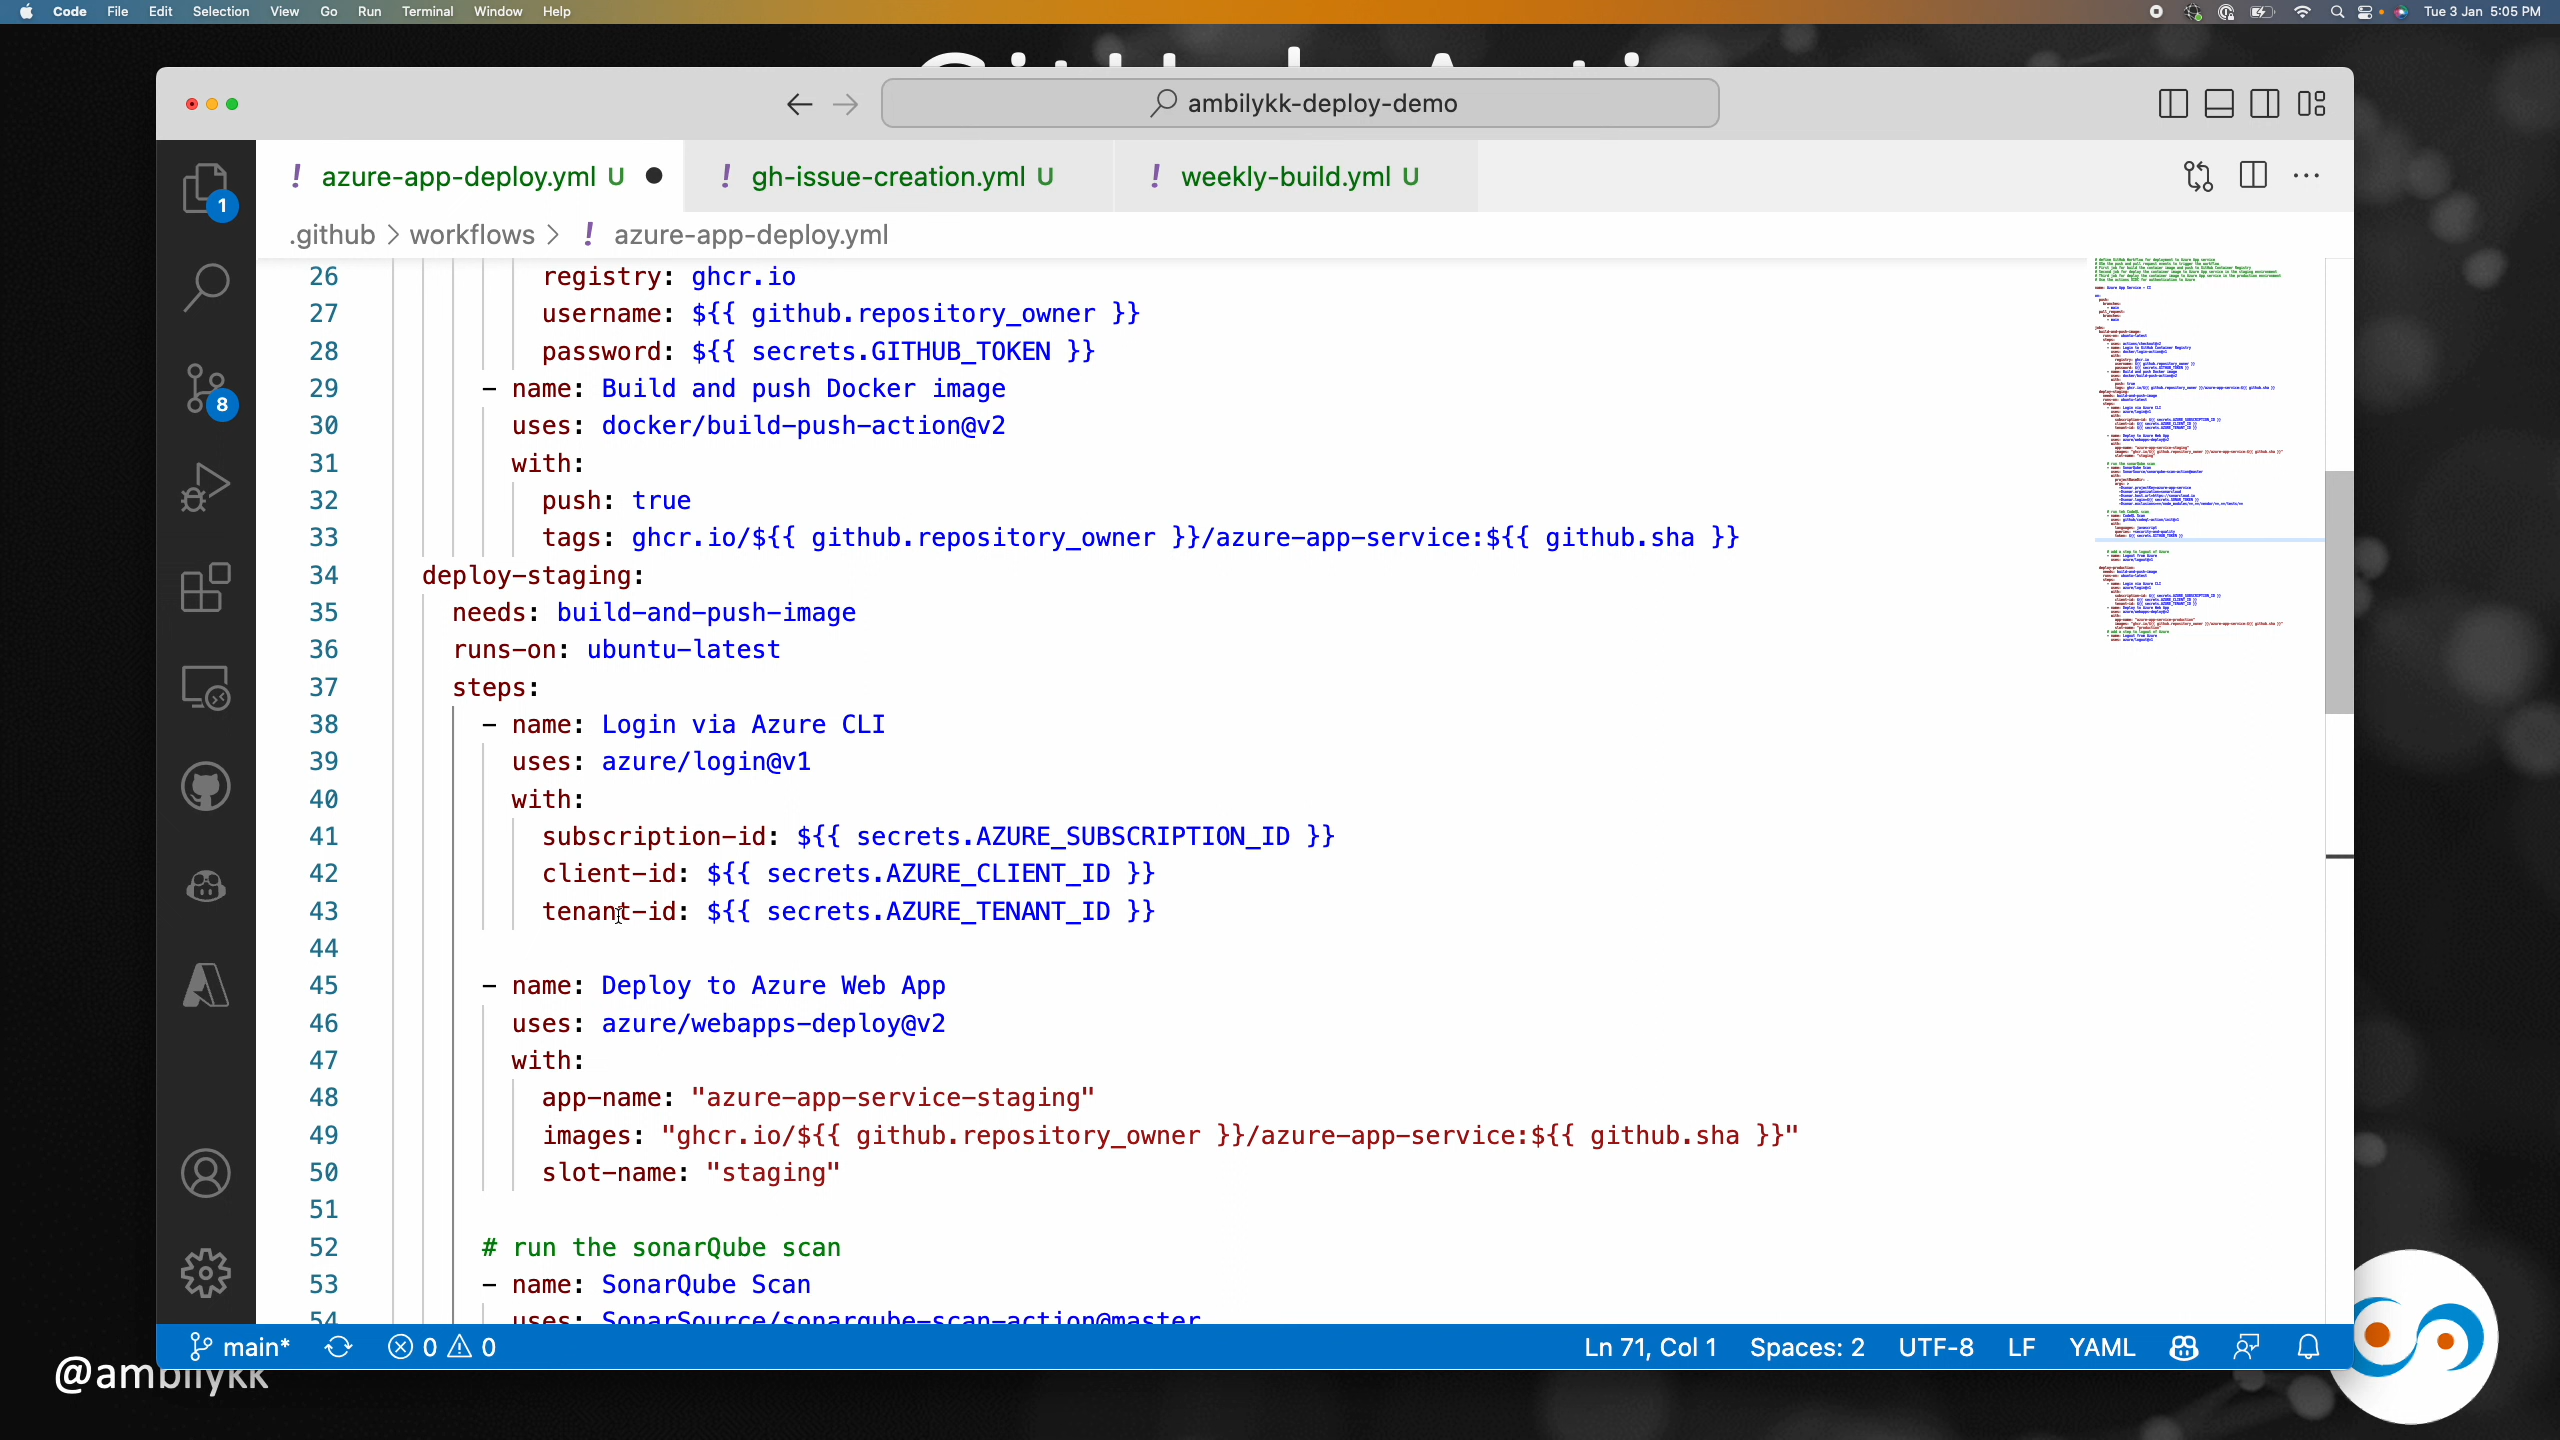 Code File Edit Selection View Go Run Terminal Window Help
Tue 3 Jan 5:05 PM
ambilykk-deploy-demo
! azure-app-deploy.yml U
! gh-issue-creation.yml U
! weekly-build.yml U
.github > workflows > ! azure-app-deploy.yml
1
8
26 registry: ghcr.io
27 username: ${{ github.repository_owner }}
28 password: ${{ secrets.GITHUB_TOKEN }}
29 - name: Build and push Docker image
30 uses: docker/build-push-action@v2
31 with:
32 push: true
33 tags: ghcr.io/${{ github.repository_owner }}/azure-app-service:${{ github.sha }}
34 deploy-staging:
35 needs: build-and-push-image
36 runs-on: ubuntu-latest
37 steps:
38 - name: Login via Azure CLI
39 uses: azure/login@v1
40 with:
41 subscription-id: ${{ secrets.AZURE_SUBSCRIPTION_ID }}
42 client-id: ${{ secrets.AZURE_CLIENT_ID }}
43 tenant-id: ${{ secrets.AZURE_TENANT_ID }}
44
45 - name: Deploy to Azure Web App
46 uses: azure/webapps-deploy@v2
47 with:
48 app-name: "azure-app-service-staging"
49 images: "ghcr.io/${{ github.repository_owner }}/azure-app-service:${{ github.sha }}"
50 slot-name: "staging"
51
52 # run the sonarQube scan
53 - name: SonarQube Scan
54 uses: SonarSource/sonarqube-scan-action@master
main* 0 0 Ln 71, Col 1 Spaces: 2 UTF-8 LF YAML
@ambilykk